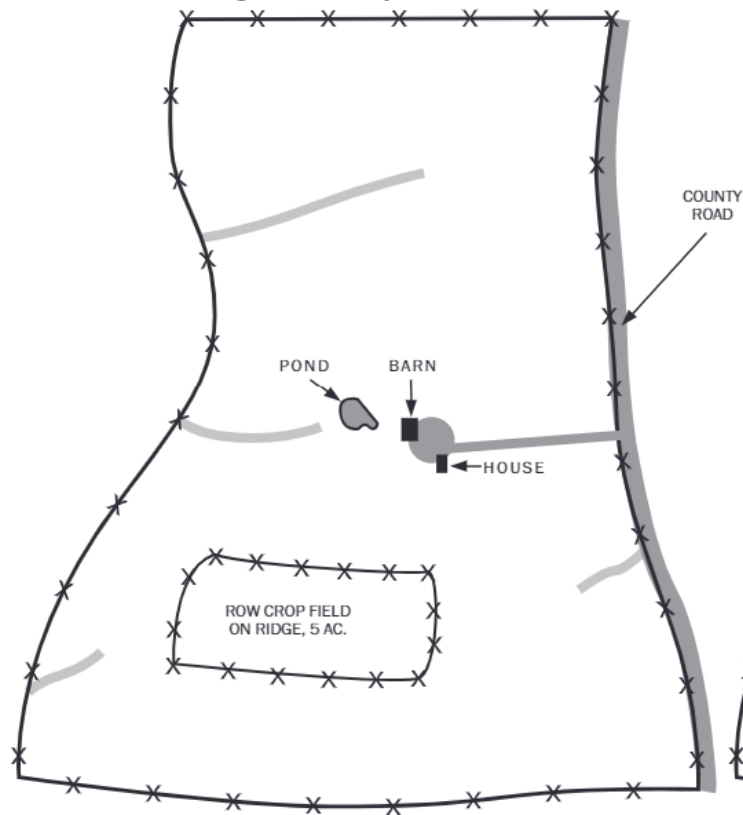 COUNTY
ROAD
POND
BARN
HOUSE
ROW CROP FIELD
ON RIDGE, 5 AC.